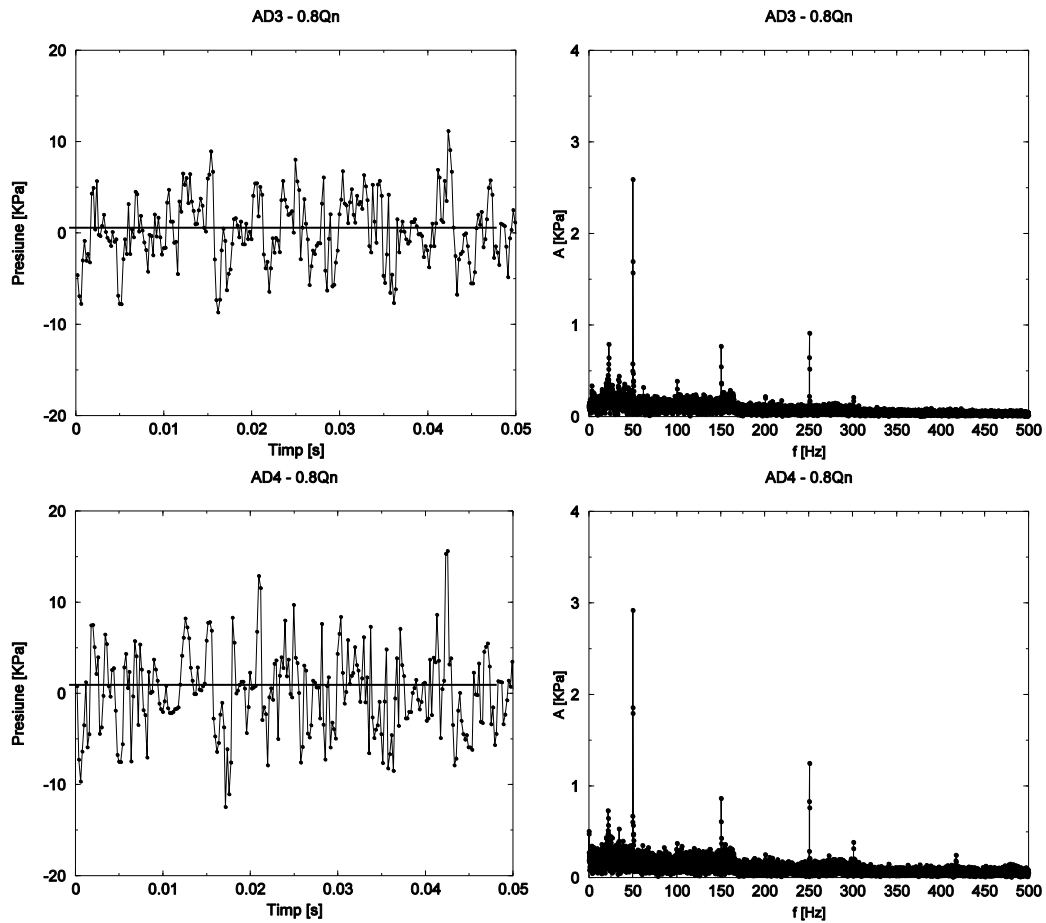 AD3 - 0.8Qn
20
10
0
-10
-20
Presiune [KPa]
0 0.01 0.02 0.03 0.04 0.05
Timp [s]
AD3 - 0.8Qn
4
3
2
1
0
A [KPa]
0 50 100 150 200 250 300 350 400 450 500
f [Hz]
AD4 - 0.8Qn
20
10
0
-10
-20
Presiune [KPa]
0 0.01 0.02 0.03 0.04 0.05
Timp [s]
AD4 - 0.8Qn
4
3
2
1
0
A [KPa]
0 50 100 150 200 250 300 350 400 450 500
f [Hz]